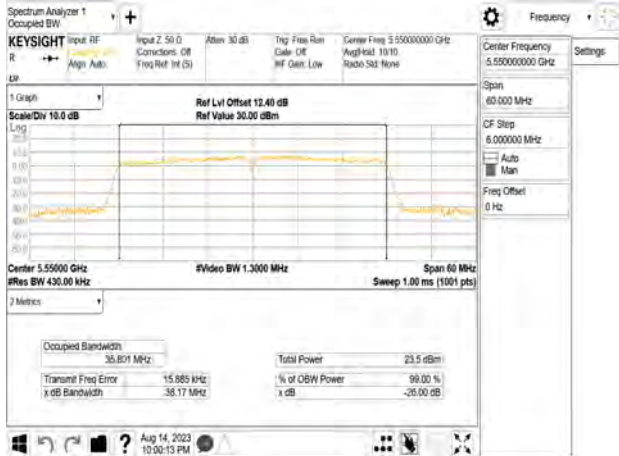 Spectrum Analyzer 1
Occupied BW
+
Frequency
KEYSIGHT
R
Input: RF
Align: Auto
Input Z: 50 Ω
Corrections: Off
Freq Ref: Int (S)
Atten: 30 dB
Trig: Free Run
Gate: Off
#IF Gain: Low
Center Freq: 5.550000000 GHz
Avg|Hold: 10/10
Radio Std: None
Center Frequency
5.550000000 GHz
Settings
Span
60.000 MHz
CF Step
6.000000 MHz
Auto
Man
Freq Offset
0 Hz
1 Graph
Scale/Div 10.0 dB
Log
Ref Lvl Offset 12.40 dB
Ref Value 30.00 dBm
0.00
Center 5.55000 GHz
#Res BW 430.00 kHz
#Video BW 1.3000 MHz
Span 60 MHz
Sweep 1.00 ms (1001 pts)
2 Metrics
Occupied Bandwidth
35.801 MHz
Total Power
23.5 dBm
Transmit Freq Error
15.885 kHz
% of OBW Power
99.00 %
x dB Bandwidth
38.17 MHz
x dB
-26.00 dB
?
Aug 14, 2023
10:00:13 PM